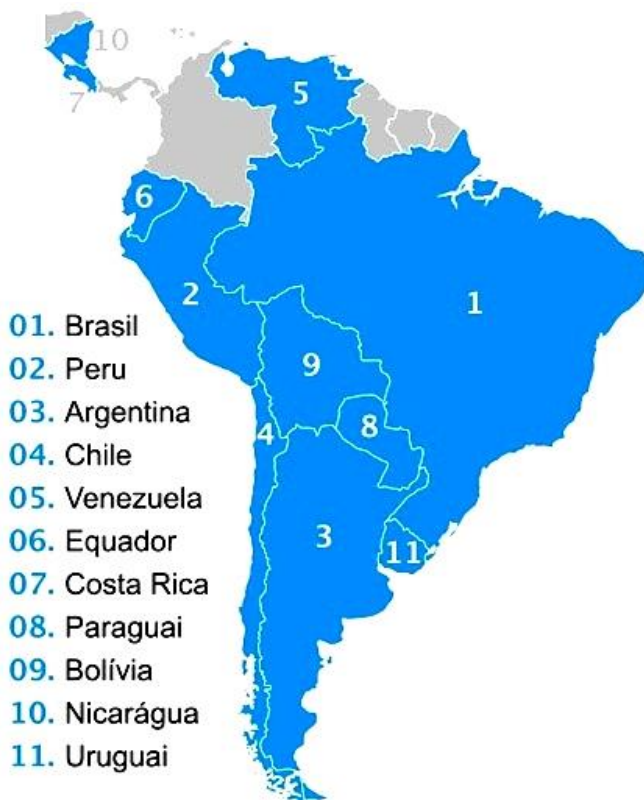 10
7
5
6
2
1
9
8
4
3
11
01. Brasil
02. Peru
03. Argentina
04. Chile
05. Venezuela
06. Equador
07. Costa Rica
08. Paraguai
09. Bolívia
10. Nicarágua
11. Uruguai